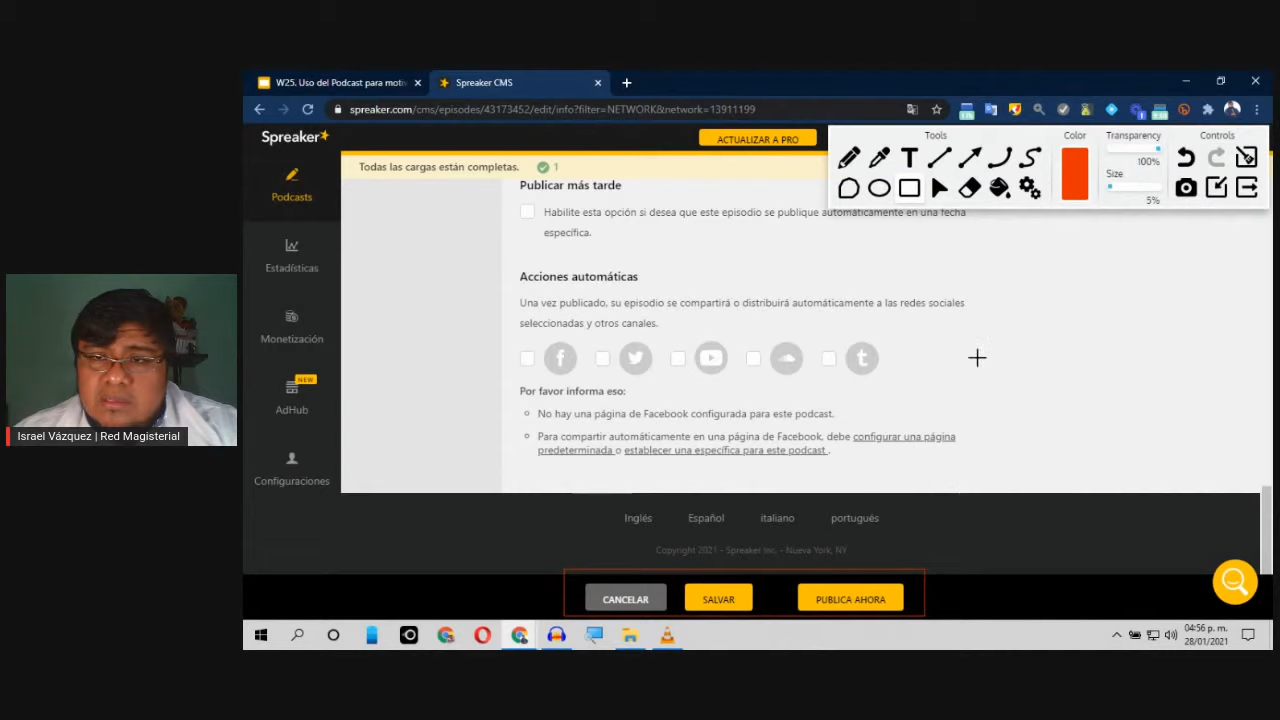 W25. Uso del Podcast para motiv
Spreaker CMS
spreaker.com/cms/episodes/43173452/edit/info?filter=NETWORK&network=13911199
Spreaker
ACTUALIZAR A PRO
Tools
Color
Transparency
Controls
100%
Size
5%
Todas las cargas están completas.
1
Podcasts
Estadísticas
Monetización
NEW
AdHub
Configuraciones
Publicar más tarde
Habilite esta opción si desea que este episodio se publique automáticamente en una fecha
específica.
Acciones automáticas
Una vez publicado, su episodio se compartirá o distribuirá automáticamente a las redes sociales
seleccionadas y otros canales.
Por favor informa eso:
No hay una página de Facebook configurada para este podcast.
Para compartir automáticamente en una página de Facebook, debe configurar una página
predeterminada o establecer una específica para este podcast .
Inglés Español italiano portugués
Copyright 2021 - Spreaker Inc. - Nueva York, NY
CANCELAR
SALVAR
PUBLICA AHORA
Israel Vázquez | Red Magisterial
04:56 p. m.
28/01/2021